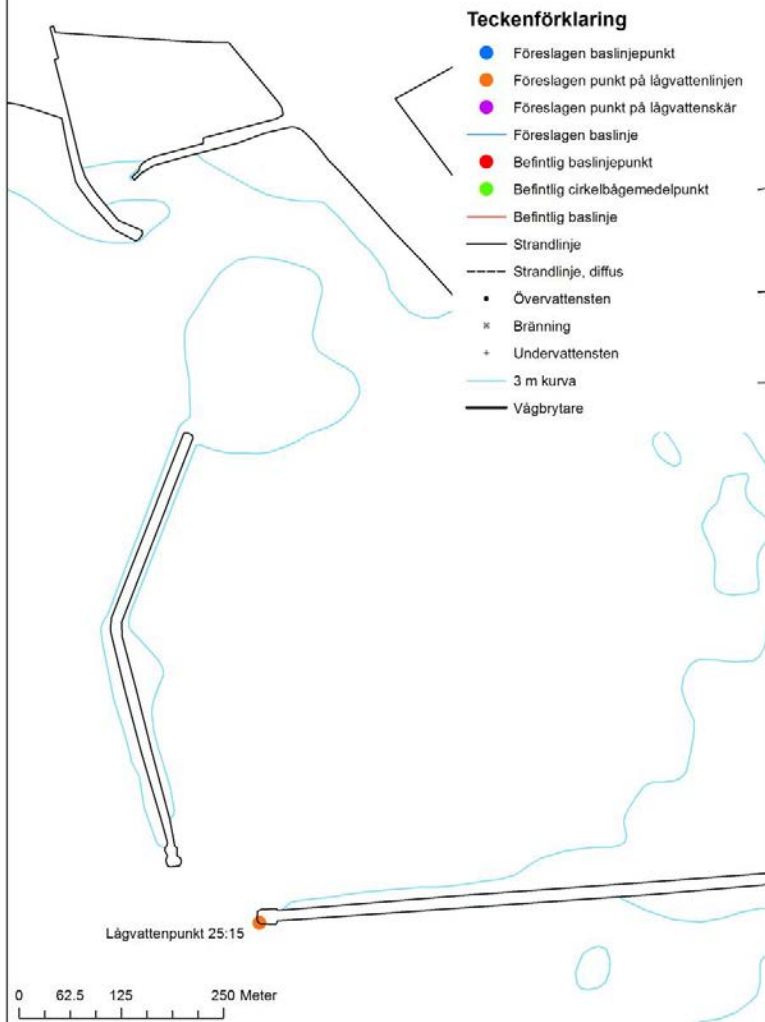 Teckenförklaring
Föreslagen baslinjepunkt
Föreslagen punkt på lågvattenlinjen
Föreslagen punkt på lågvattenskär
Föreslagen baslinje
Befintlig baslinjepunkt
Befintlig cirkelbågemedelpunkt
Befintlig baslinje
Strandlinje
Strandlinje, diffus
Övervattensten
Bränning
Undervattensten
3 m kurva
Vågbrytare
Lågvattenpunkt 25:15
0 62.5 125 250 Meter